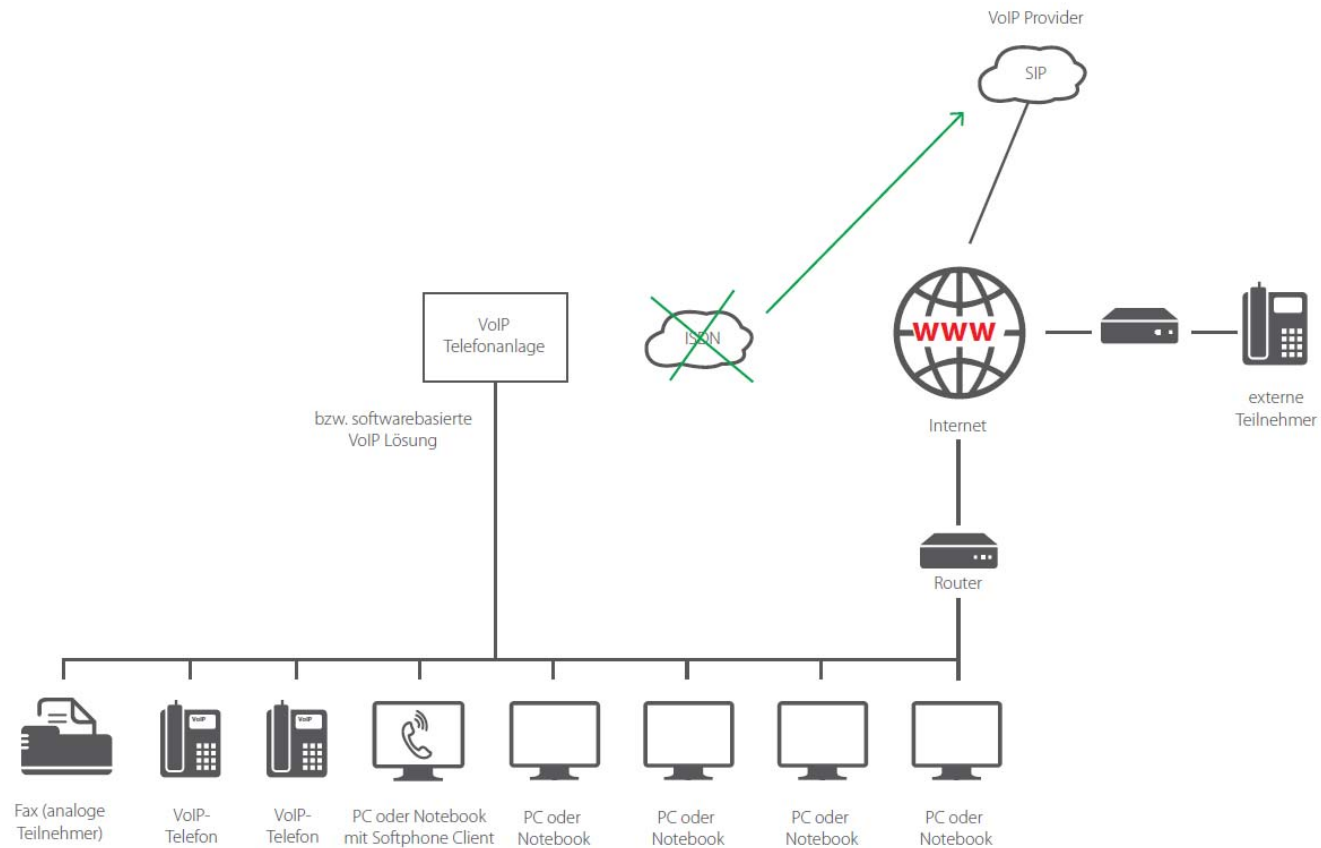 VoIP Provider
SIP
VoIP
Telefonanlage
ISDN
bzw. softwarebasierte
VoIP Lösung
WWW
Internet
externe
Teilnehmer
Router
VoIP
VoIP
Fax (analoge
Teilnehmer)
VoIP-
Telefon
VoIP-
Telefon
PC oder Notebook
mit Softphone Client
PC oder
Notebook
PC oder
Notebook
PC oder
Notebook
PC oder
Notebook